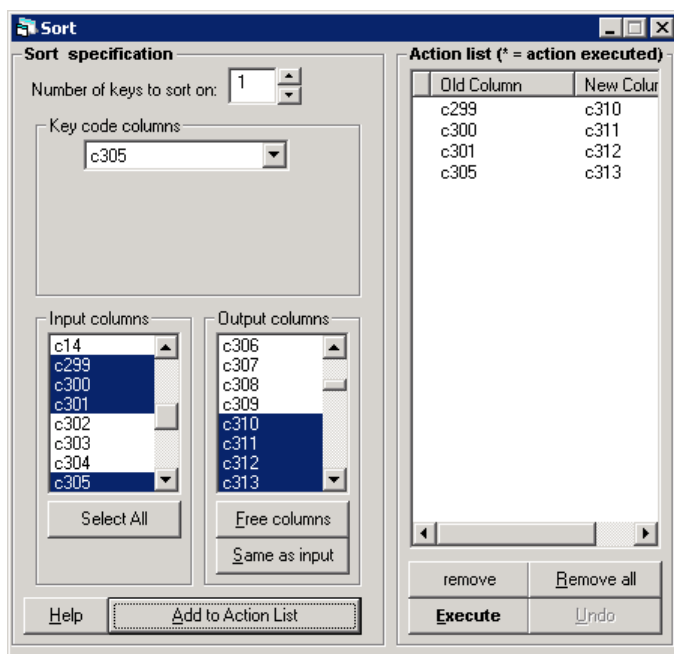 Sort
Sort specification
Number of keys to sort on: 1
Key code columns
c305
Input columns
c14
c299
c300
c301
c302
c303
c304
c305
Select All
Output columns
c306
c307
c308
c309
c310
c311
c312
c313
Free columns
Same as input
Help
Add to Action List
Action list (* = action executed)
Old Column New Colur
c299 c310
c300 c311
c301 c312
c305 c313
remove Remove all
Execute Undo